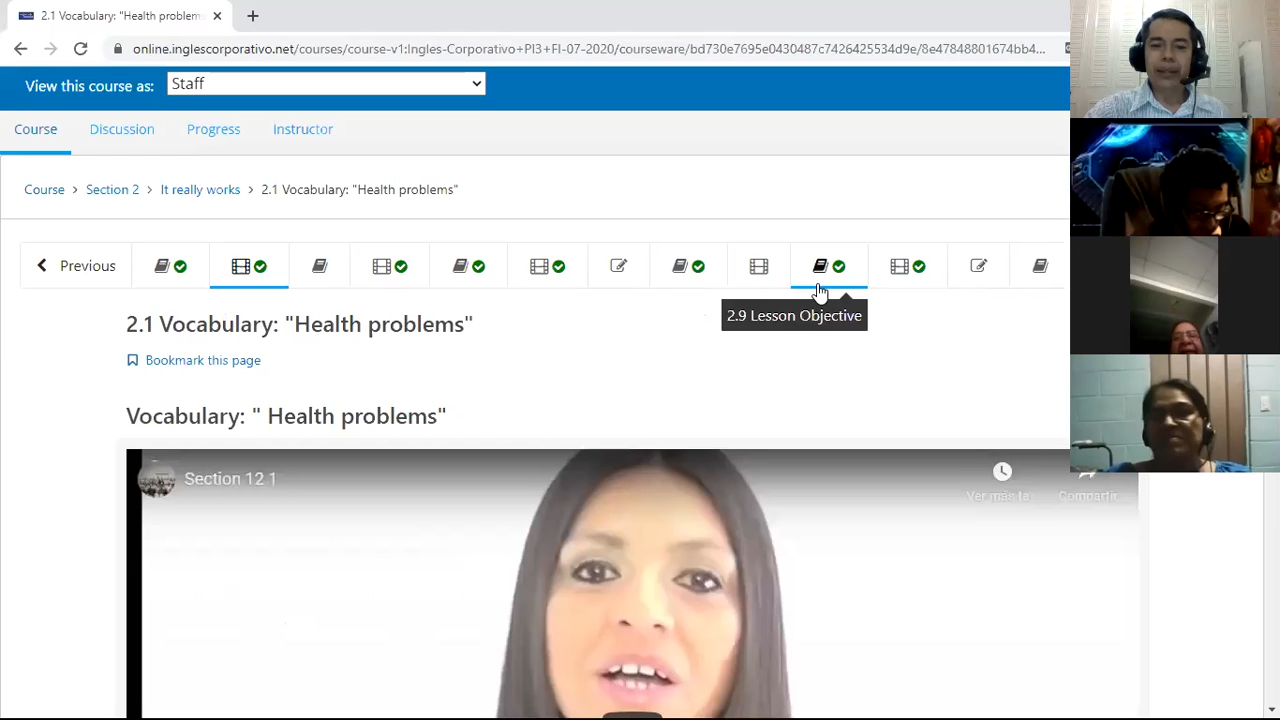 2.1 Vocabulary: "Health problem
online.inglescorporativo.net/courses/course-v1:Ingles-Corporativo+PI3+FI-07-2020/courseware/bd730e7695e0430487c7426425534d9e/8e47848801674bb4...
View this course as: Staff
Course Discussion Progress Instructor
Course > Section 2 > It really works > 2.1 Vocabulary: "Health problems"
Previous
2.9 Lesson Objective
2.1 Vocabulary: "Health problems"
Bookmark this page
Vocabulary: " Health problems"
Section 12 1
Ver más ta Compartir